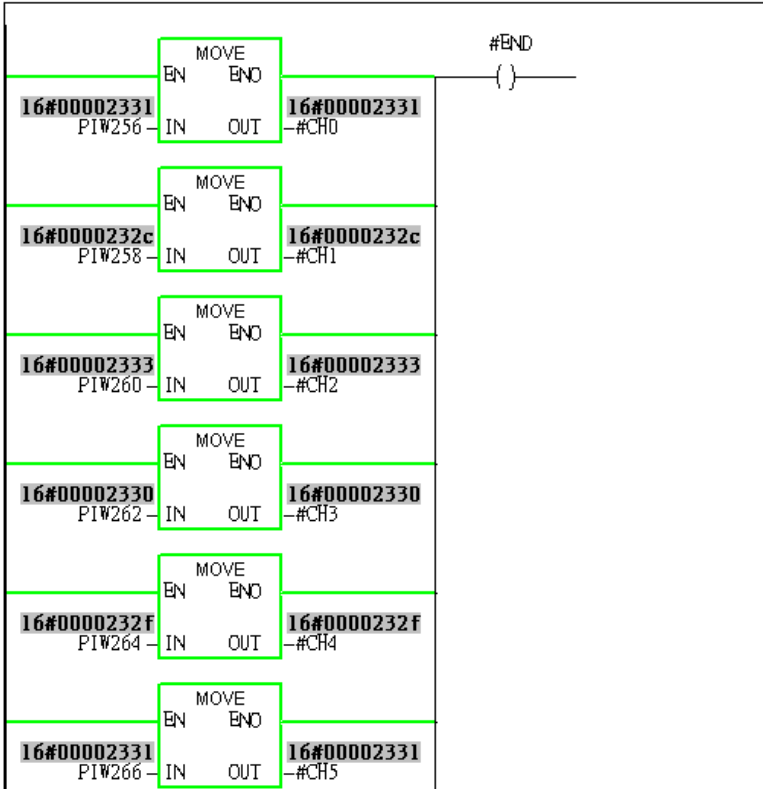 #END
MOVE
EN ENO
16#00002331 16#00002331
PIW256 IN OUT #CH0
MOVE
EN ENO
16#0000232c 16#0000232c
PIW258 IN OUT #CH1
MOVE
EN ENO
16#00002333 16#00002333
PIW260 IN OUT #CH2
MOVE
EN ENO
16#00002330 16#00002330
PIW262 IN OUT #CH3
MOVE
EN ENO
16#0000232f 16#0000232f
PIW264 IN OUT #CH4
MOVE
EN ENO
16#00002331 16#00002331
PIW266 IN OUT #CH5